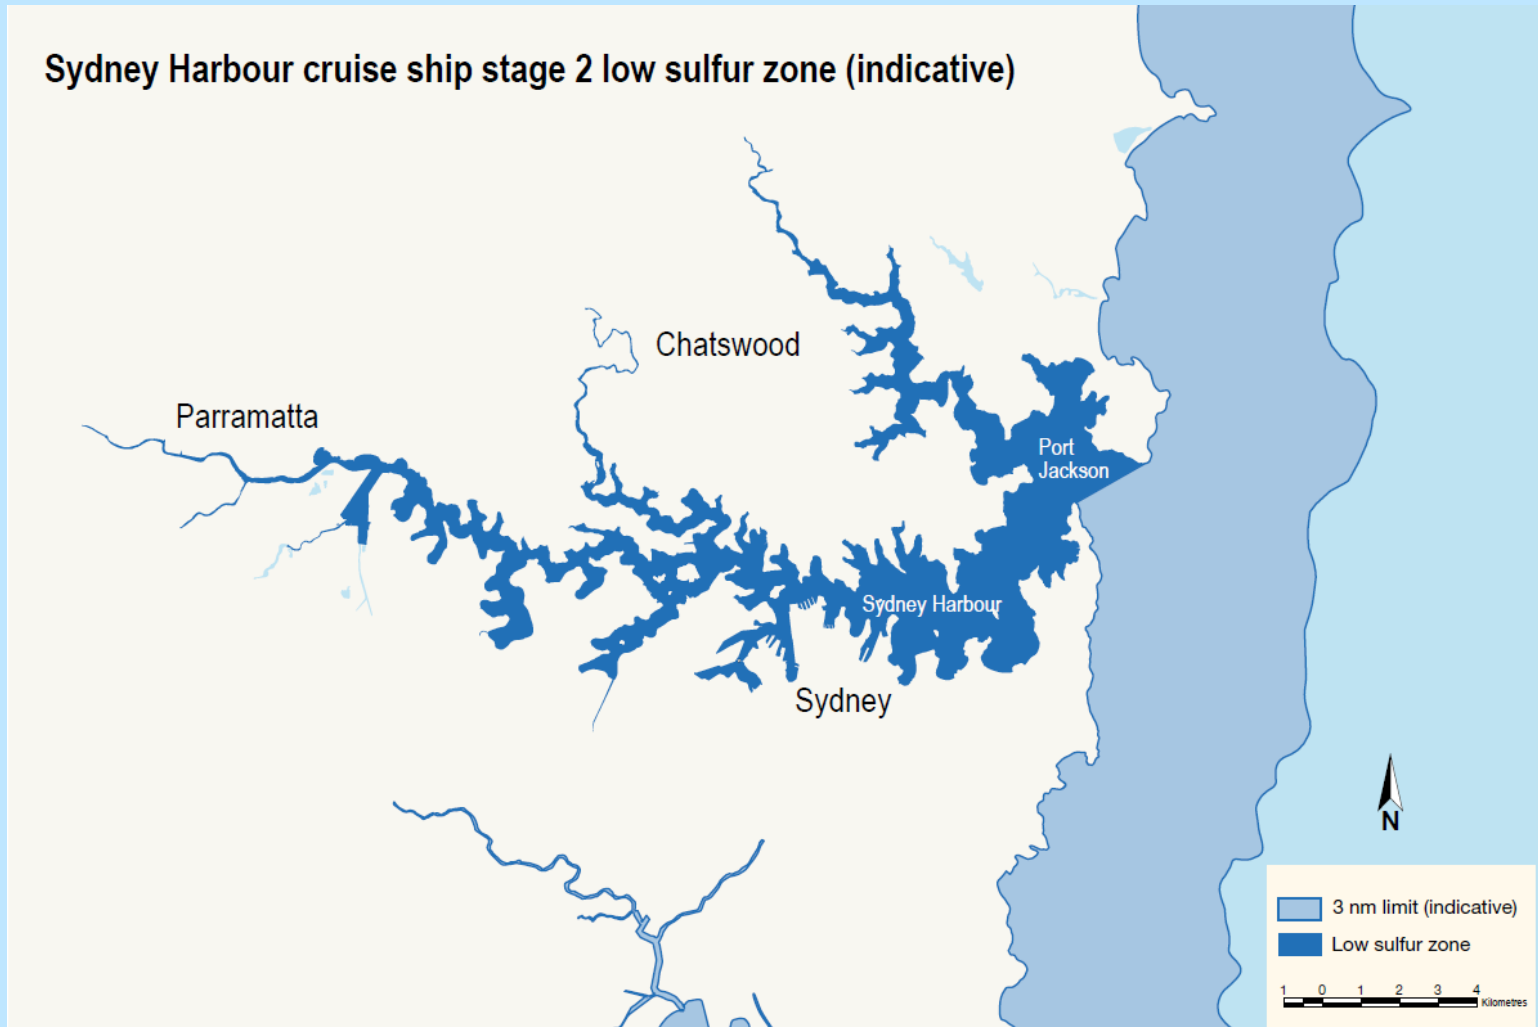 Sydney Harbour cruise ship stage 2 low sulfur zone (indicative)
Chatswood
Parramatta
Port
Jackson
Sydney Harbour
Sydney
N
3 nm limit (indicative)
Low sulfur zone
1 0 1 2 3 4
Kilometres